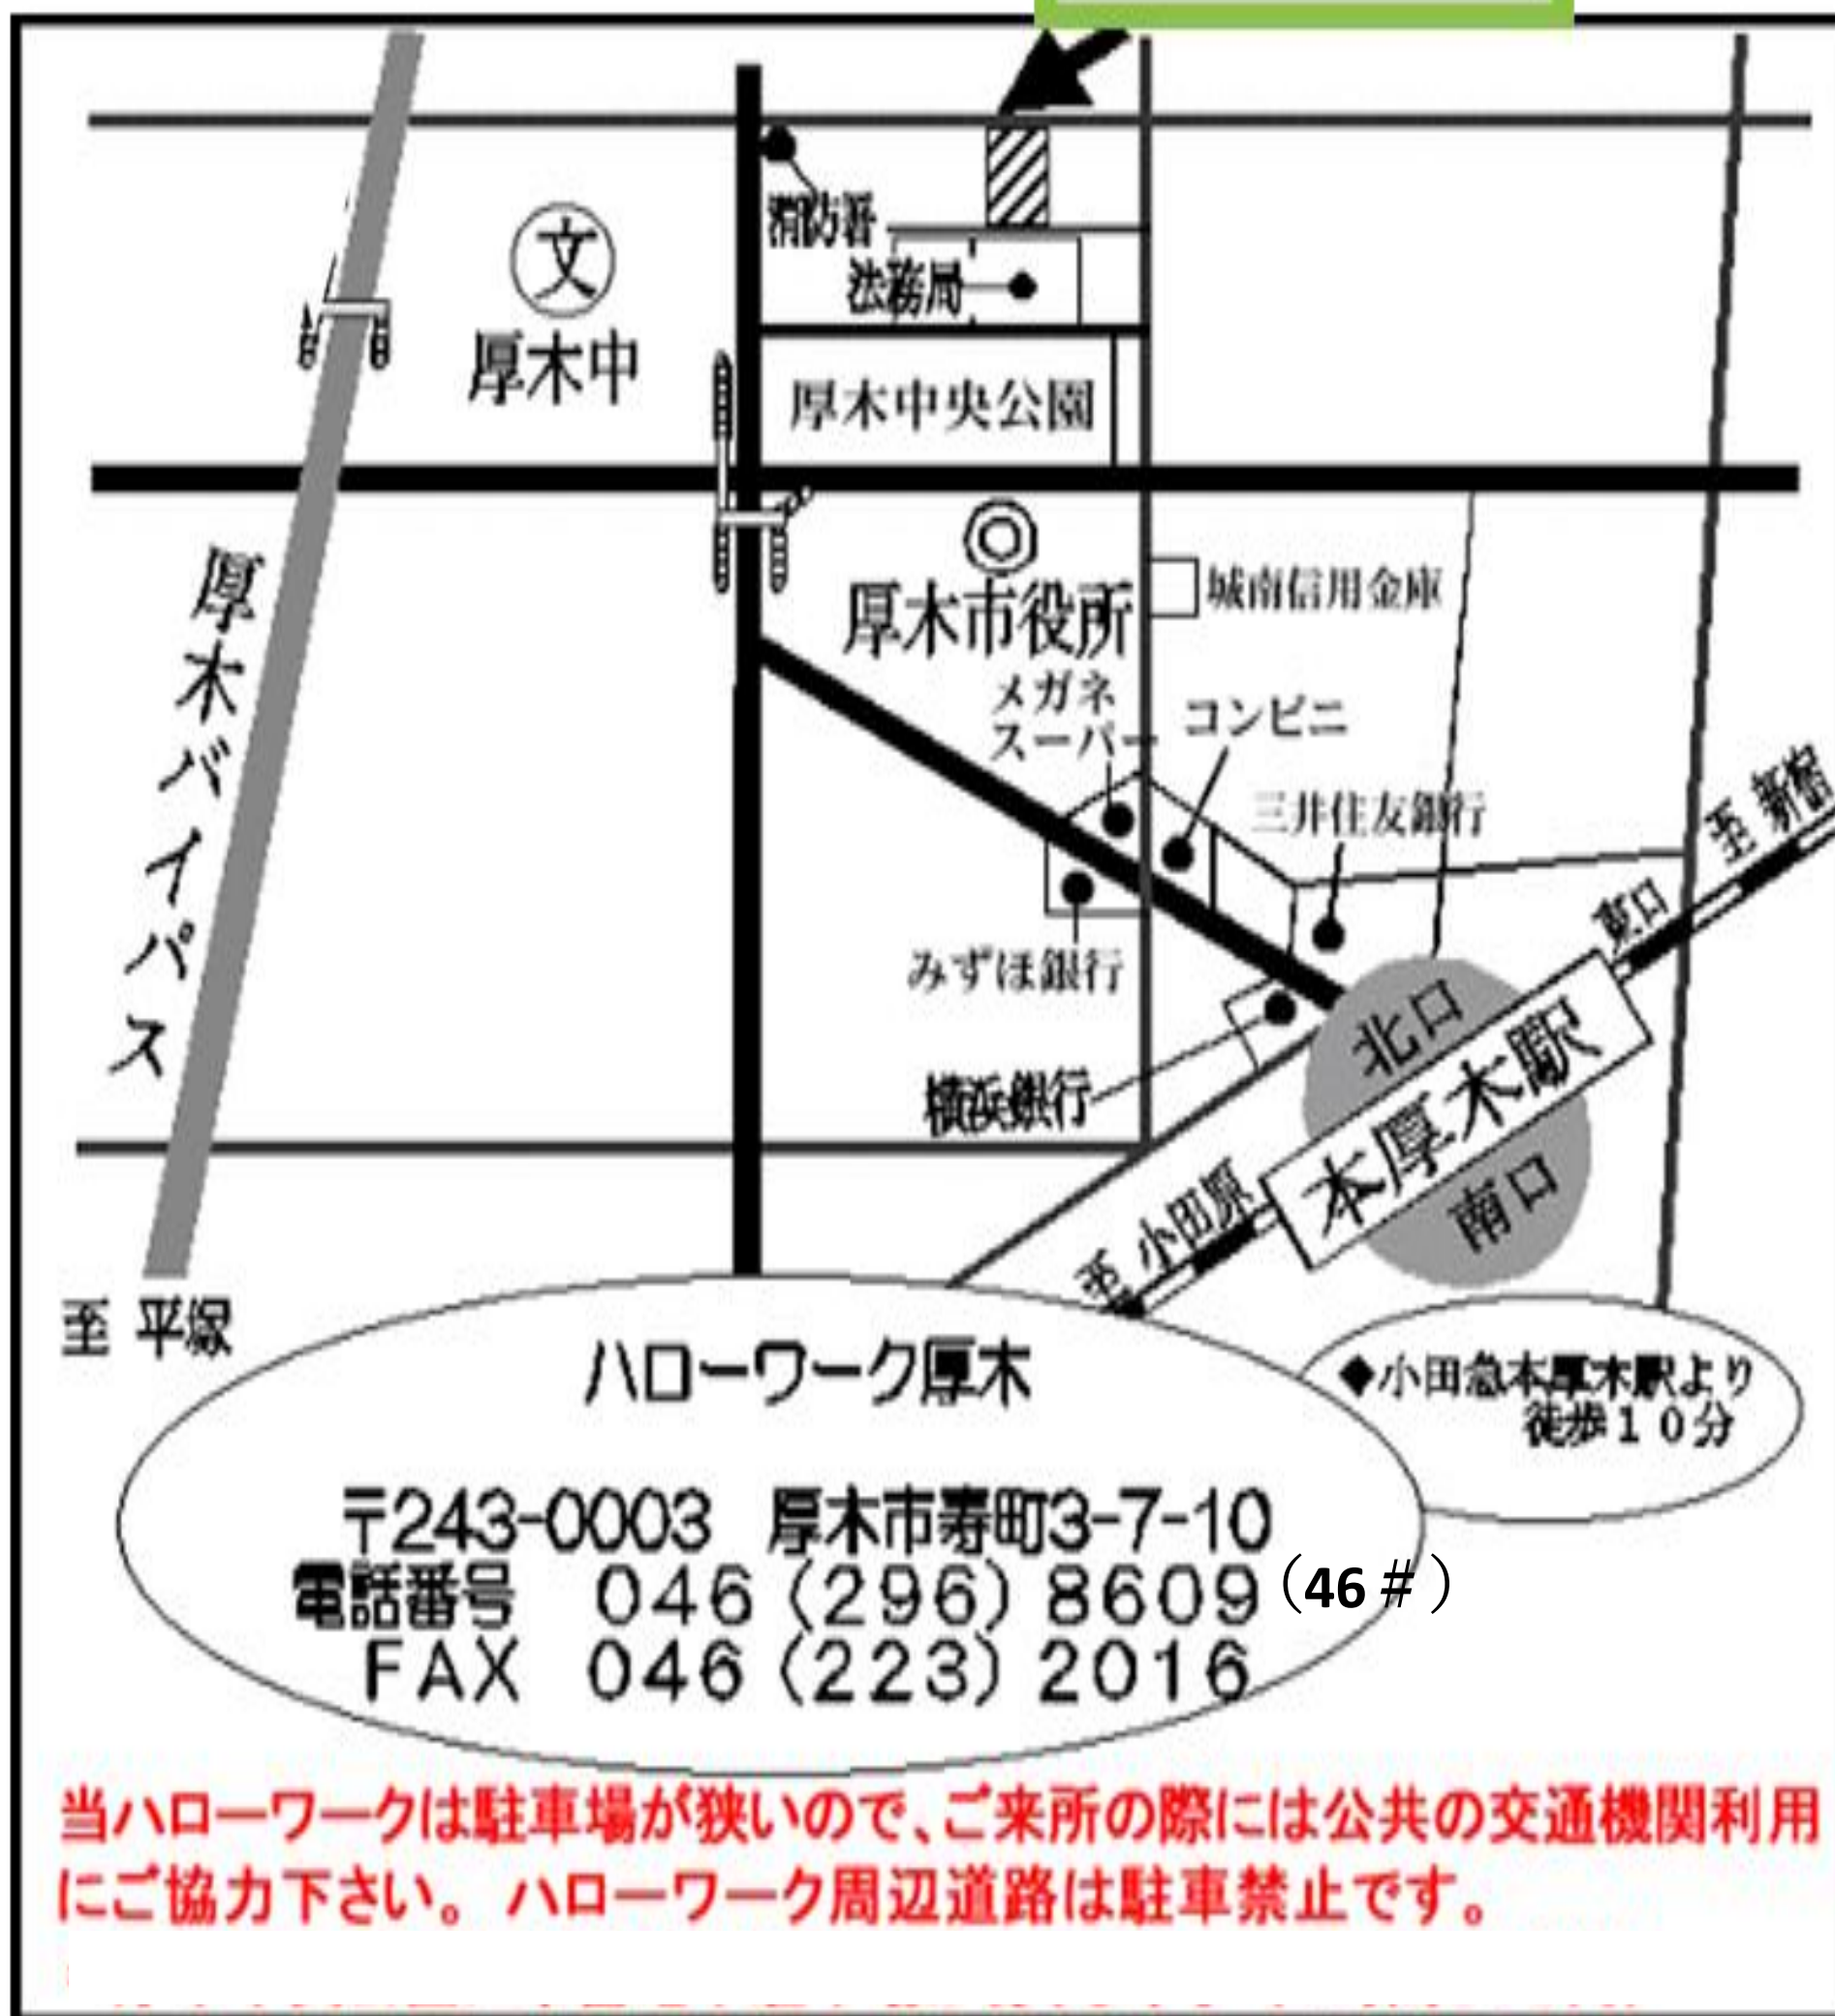 消防署
文
法務局
厚木中
厚木中央公園
厚木市役所
城南信用金庫
厚木バイパス
メガネ
スーパー
コンビニ
三井住友銀行
至 新宿
東口
みずほ銀行
北口
本厚木駅
横浜銀行
南口
至 小田原
至 平塚
ハローワーク厚木
◆小田急本厚木駅より
徒歩10分
〒243-0003 厚木市寿町3-7-10
電話番号 046(296)8609(46#)
FAX 046(223)2016
当ハローワークは駐車場が狭いので、ご来所の際には公共の交通機関利用
にご協力下さい。ハローワーク周辺道路は駐車禁止です。